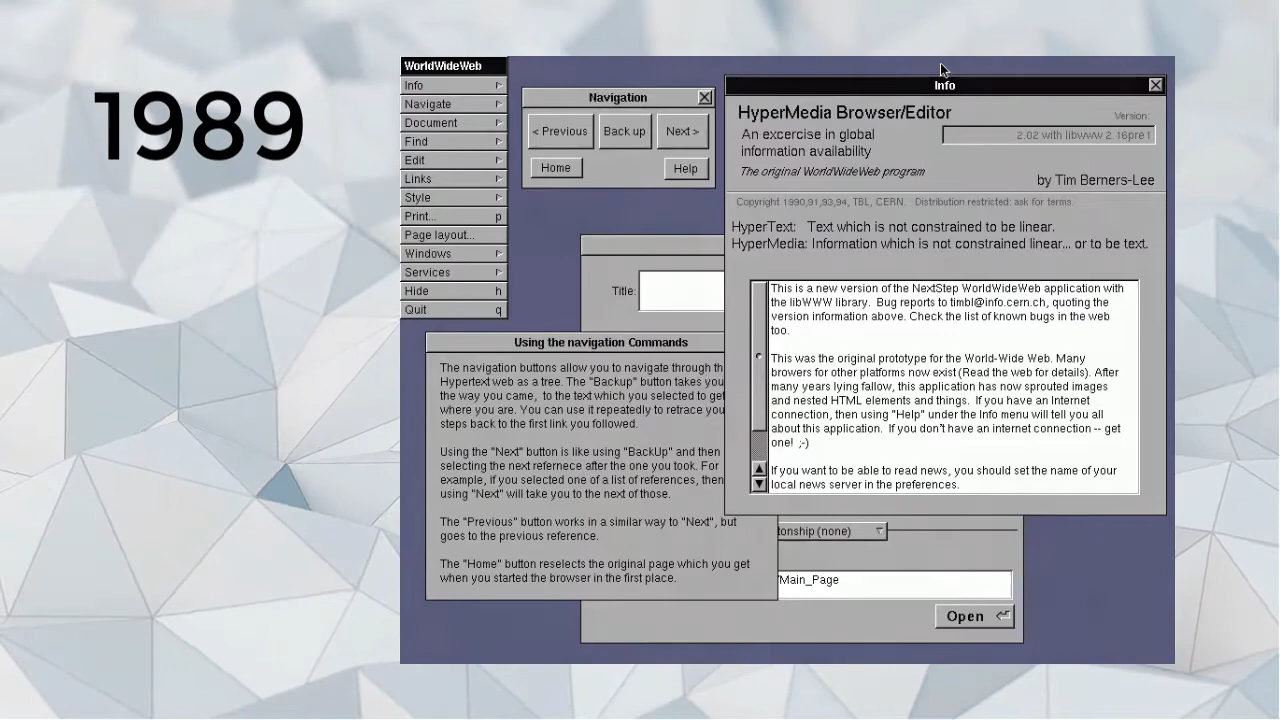 1989
WorldWideWeb
Info
Navigate
Document
Find
Edit
Links
Style
Print... p
Page layout...
Windows
Services
Hide h
Quit q
Navigation
< Previous Back up Next >
Home Help
Title:
Using the navigation Commands
The navigation buttons allow you to navigate through th
Hypertext web as a tree. The "Backup" button takes you
the way you came, to the text which you selected to get
where you are. You can use it repeatedly to retrace you
steps back to the first link you followed.
Using the "Next" button is like using "BackUp" and then
selecting the next refernece after the one you took. For
example, if you selected one of a list of references, then
using "Next" will take you to the next of those.
The "Previous" button works in a similar way to "Next", but
goes to the previous reference.
The "Home" button reselects the original page which you get
when you started the browser in the first place.
Info
HyperMedia Browser/Editor
Version:
An excercise in global
information availability
2.02 with libwww 2.16pre1
The original WorldWideWeb program
by Tim Berners-Lee
Copyright 1990,91,93,94, TBL, CERN. Distribution restricted: ask for terms.
HyperText: Text which is not constrained to be linear.
HyperMedia: Information which is not constrained linear... or to be text.
This is a new version of the NextStep WorldWideWeb application with
the libWWW library. Bug reports to timbl@info.cern.ch, quoting the
version information above. Check the list of known bugs in the web
too.
This was the original prototype for the World-Wide Web. Many
browers for other platforms now exist (Read the web for details). After
many years lying fallow, this application has now sprouted images
and nested HTML elements and things. If you have an Internet
connection, then using "Help" under the Info menu will tell you all
about this application. If you don't have an internet connection -- get
one! ;-)
If you want to be able to read news, you should set the name of your
local news server in the preferences.
tionship (none)
/Main_Page
Open